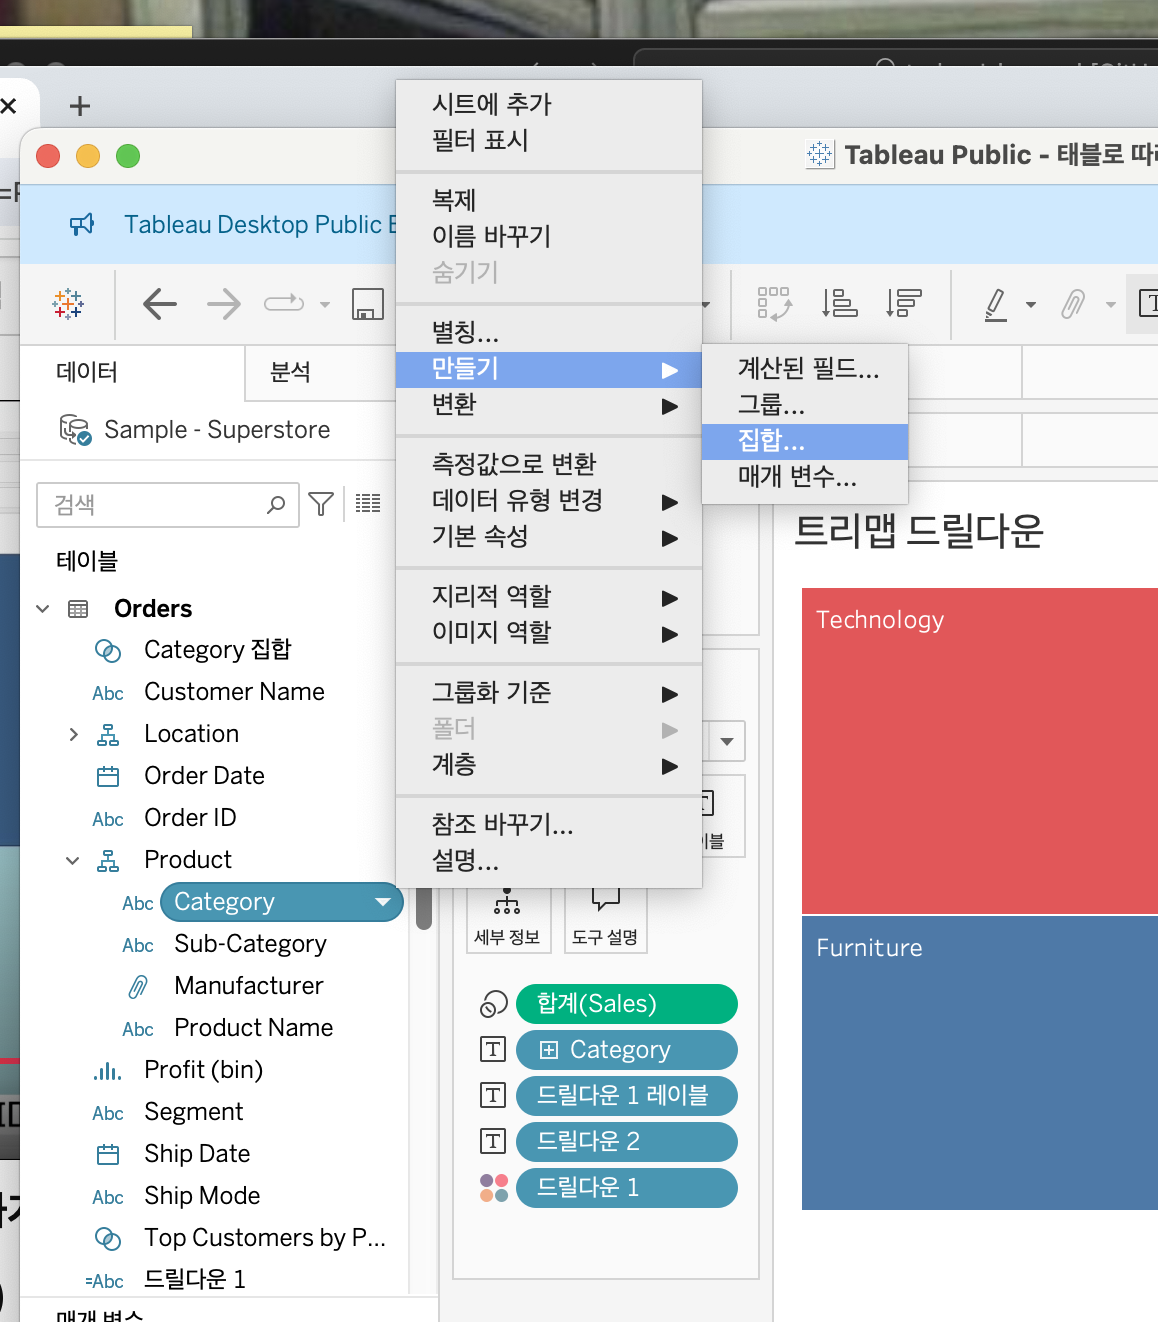 Tableau Public - 태블로 따
Tableau Desktop Public
데이터
분석
Sample - Superstore
검색
테이블
Orders
Category 집합
Customer Name
Location
Order Date
Order ID
Product
Category
Sub-Category
Manufacturer
Product Name
Profit (bin)
Segment
Ship Date
Ship Mode
Top Customers by P...
드릴다운 1
매개 변수
시트에 추가
필터 표시
복제
이름 바꾸기
숨기기
별칭...
만들기
변환
측정값으로 변환
데이터 유형 변경
기본 속성
지리적 역할
이미지 역할
그룹화 기준
폴더
계층
참조 바꾸기...
설명...
계산된 필드...
그룹...
집합...
매개 변수...
세부 정보
도구 설명
합계(Sales)
Category
드릴다운 1 레이블
드릴다운 2
드릴다운 1
트리맵 드릴다운
Technology
Furniture